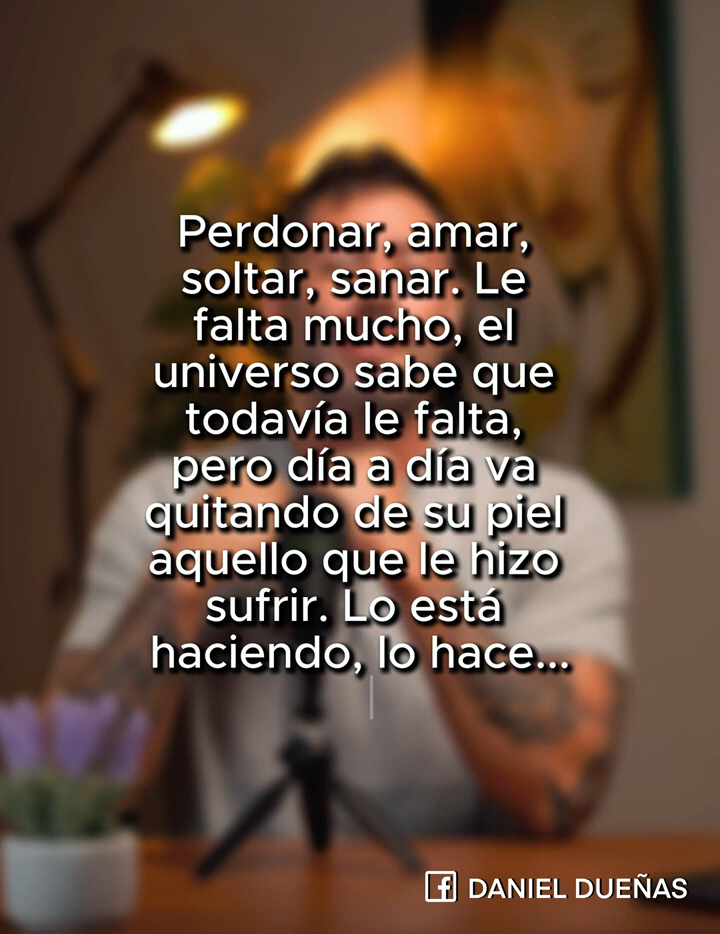 Perdonar, amar,
soltar, sanar. Le
falta mucho, el
universo sabe que
todavía le falta,
pero día a día va
quitando de su piel
aquello que le hizo
sufrir. Lo está
haciendo, lo hace...
DANIEL DUEÑAS